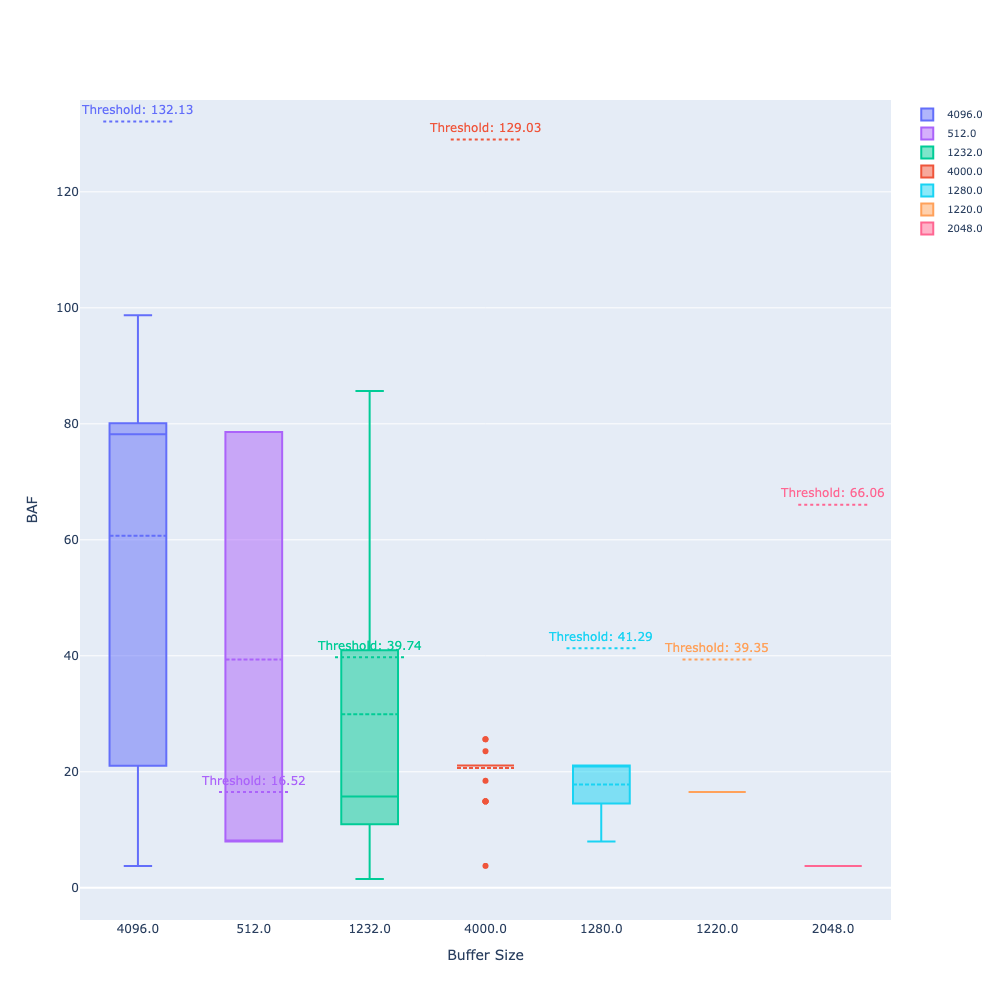 Threshold: 132.13
Threshold: 129.03
Threshold: 66.06
Threshold: 39.74
Threshold: 41.29
Threshold: 39.35
Threshold: 16.52
120
100
80
60
40
20
0
BAF
4096.0
512.0
1232.0
4000.0
1280.0
1220.0
2048.0
Buffer Size
4096.0
512.0
1232.0
4000.0
1280.0
1220.0
2048.0